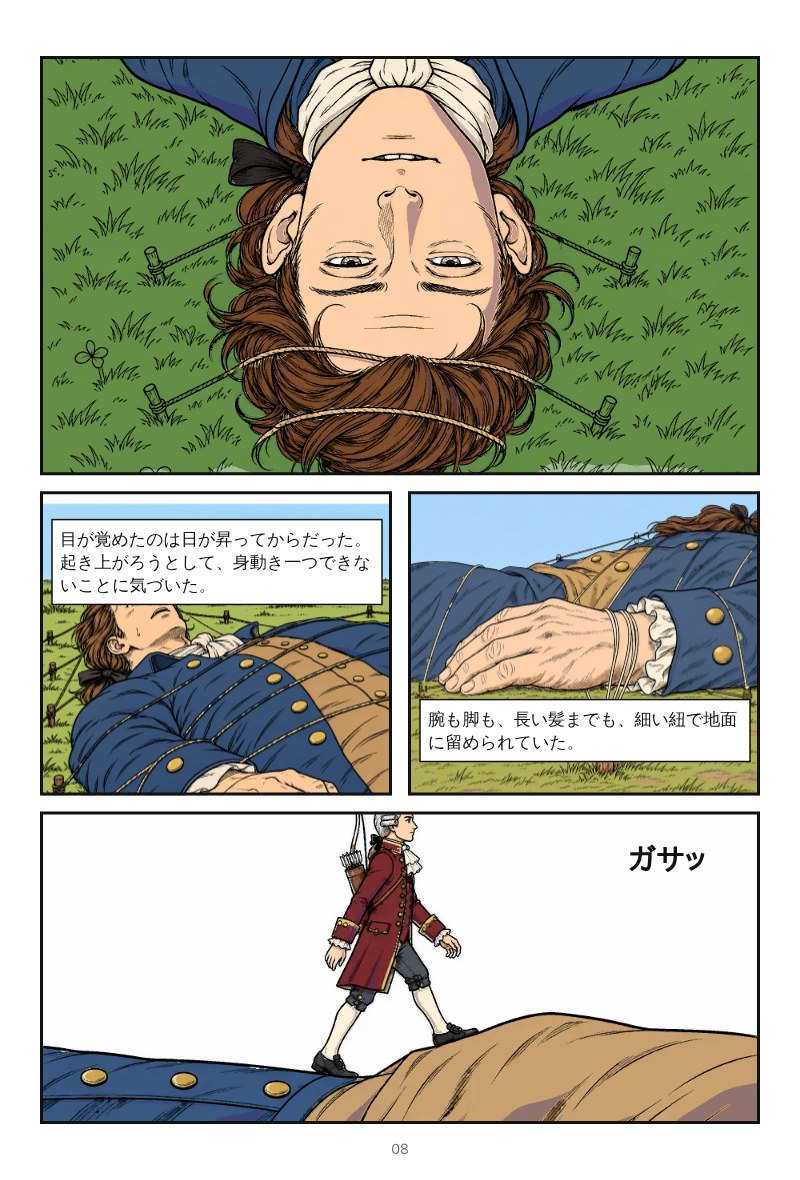 目が覚めたのは日が昇ってからだった。
起き上がろうとして、身動き一つできな
いことに気づいた。
腕も脚も、長い髪までも、細い紐で地面
に留められていた。
ガサッ
08